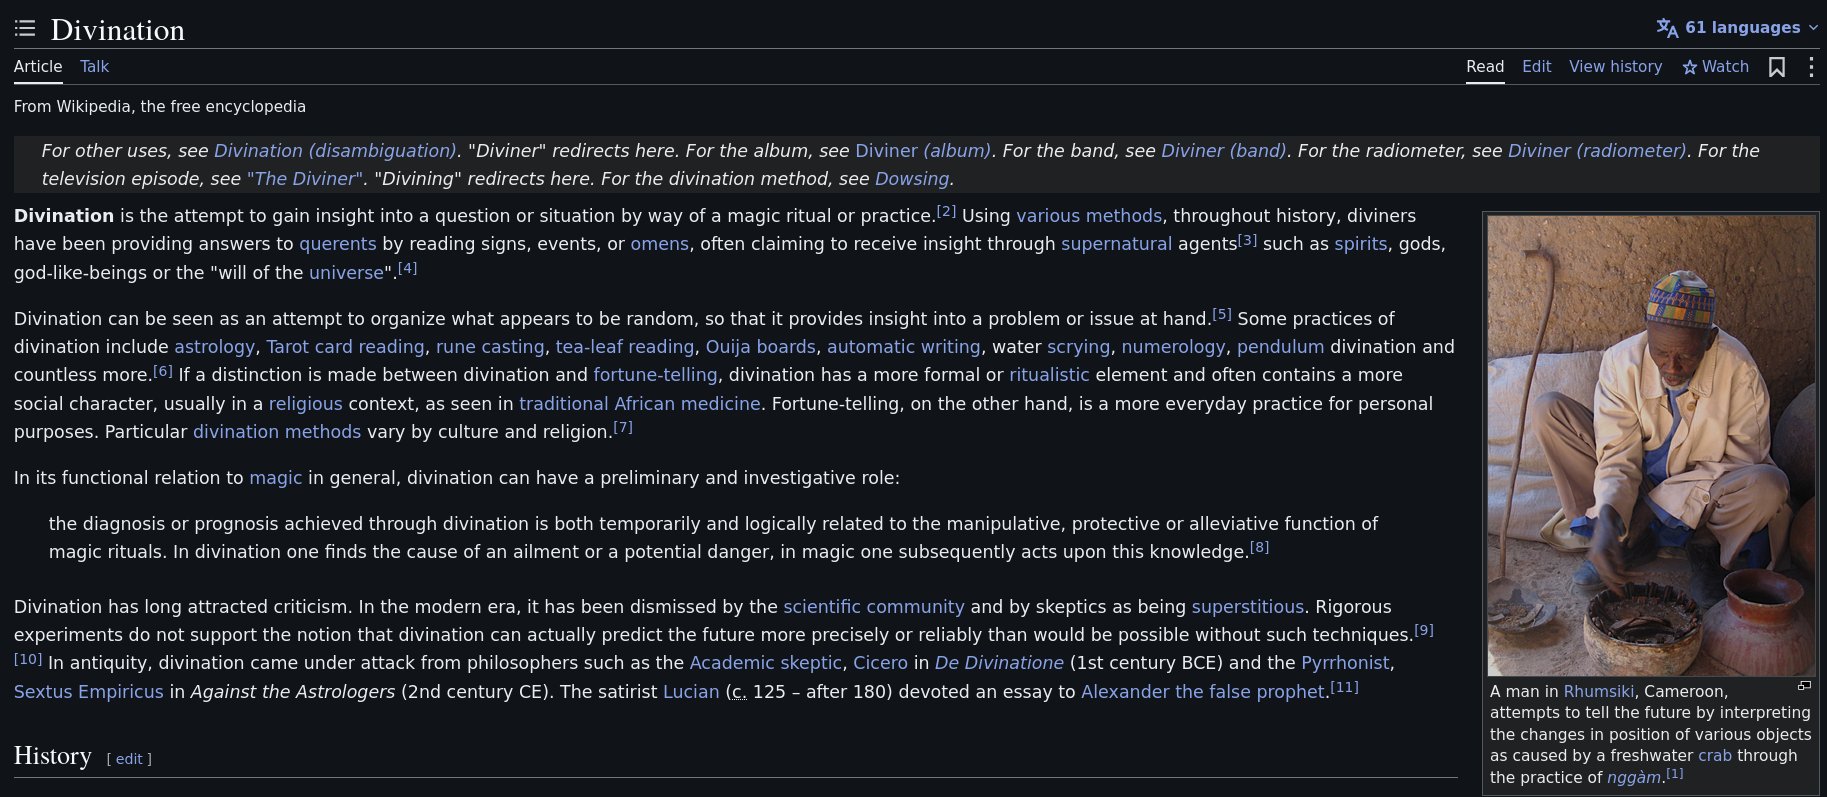 Divination
61 languages
Article Talk
Read Edit View history Watch
From Wikipedia, the free encyclopedia
For other uses, see Divination (disambiguation). "Diviner" redirects here. For the album, see Diviner (album). For the band, see Diviner (band). For the radiometer, see Diviner (radiometer). For the
television episode, see "The Diviner". "Divining" redirects here. For the divination method, see Dowsing.
Divination is the attempt to gain insight into a question or situation by way of a magic ritual or practice.[2] Using various methods, throughout history, diviners
have been providing answers to querents by reading signs, events, or omens, often claiming to receive insight through supernatural agents[3] such as spirits, gods,
god-like-beings or the "will of the universe".[4]
Divination can be seen as an attempt to organize what appears to be random, so that it provides insight into a problem or issue at hand.[5] Some practices of
divination include astrology, Tarot card reading, rune casting, tea-leaf reading, Ouija boards, automatic writing, water scrying, numerology, pendulum divination and
countless more.[6] If a distinction is made between divination and fortune-telling, divination has a more formal or ritualistic element and often contains a more
social character, usually in a religious context, as seen in traditional African medicine. Fortune-telling, on the other hand, is a more everyday practice for personal
purposes. Particular divination methods vary by culture and religion.[7]
In its functional relation to magic in general, divination can have a preliminary and investigative role:
the diagnosis or prognosis achieved through divination is both temporarily and logically related to the manipulative, protective or alleviative function of
magic rituals. In divination one finds the cause of an ailment or a potential danger, in magic one subsequently acts upon this knowledge.[8]
Divination has long attracted criticism. In the modern era, it has been dismissed by the scientific community and by skeptics as being superstitious. Rigorous
experiments do not support the notion that divination can actually predict the future more precisely or reliably than would be possible without such techniques.[9]
[10] In antiquity, divination came under attack from philosophers such as the Academic skeptic, Cicero in De Divinatione (1st century BCE) and the Pyrrhonist,
Sextus Empiricus in Against the Astrologers (2nd century CE). The satirist Lucian (c. 125 – after 180) devoted an essay to Alexander the false prophet.[11]
History [ edit ]
A man in Rhumsiki, Cameroon,
attempts to tell the future by interpreting
the changes in position of various objects
as caused by a freshwater crab through
the practice of nggàm.[1]